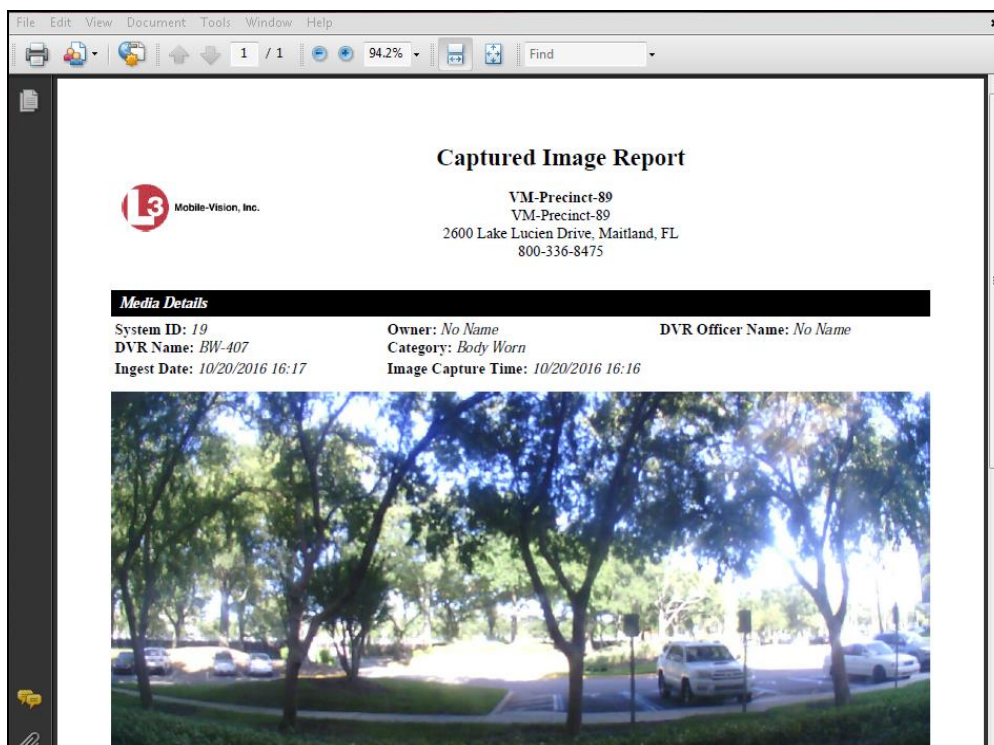 File Edit View Document Tools Window Help
1 / 1 94.2% Find
Captured Image Report
L3 Mobile-Vision, Inc.
VM-Precinct-89
VM-Precinct-89
2600 Lake Lucien Drive, Maitland, FL
800-336-8475
Media Details
System ID: 19 Owner: No Name DVR Officer Name: No Name
DVR Name: BW-407 Category: Body Worn
Ingest Date: 10/20/2016 16:17 Image Capture Time: 10/20/2016 16:16